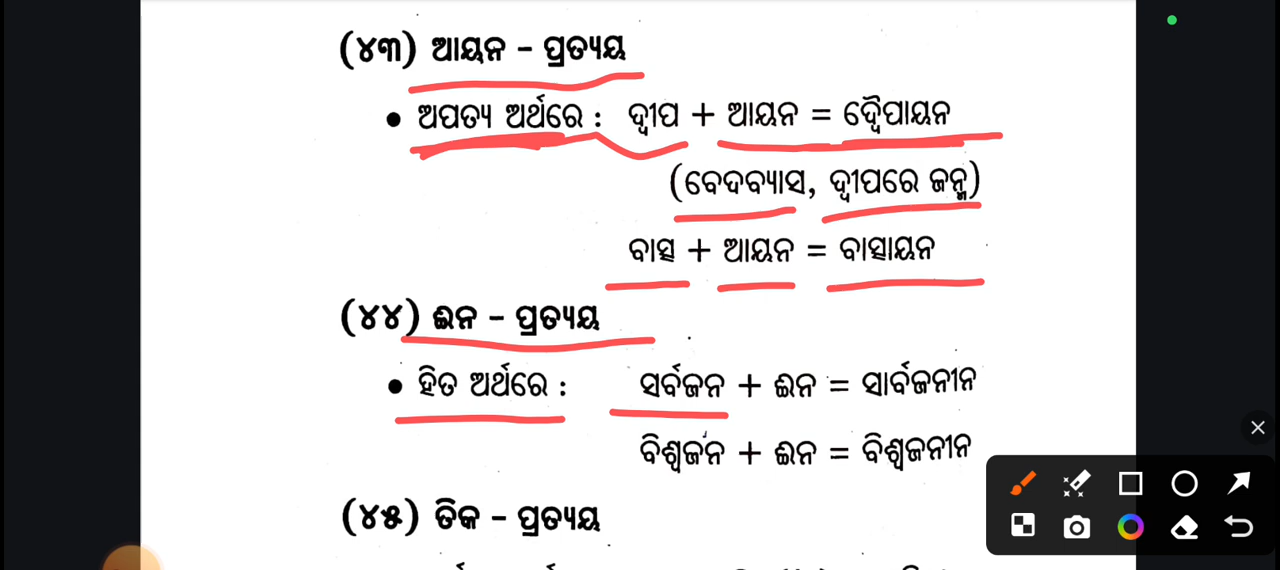 (୪୩) ଆୟନ - ପ୍ରତ୍ୟୟ
• ଅପତ୍ୟ ଅର୍ଥରେ : ଦ୍ୱୀପ + ଆୟନ = ଦ୍ୱୈପାୟନ
(ବେଦବ୍ୟାସ, ଦ୍ୱୀପରେ ଜନ୍ମ)
ବାତ୍ସ + ଆୟନ = ବାତ୍ସାୟନ
(୪୪) ଈନ - ପ୍ରତ୍ୟୟ
• ହିତ ଅର୍ଥରେ : ସର୍ବଜନ + ଈନ = ସାର୍ବଜନୀନ
ବିଶ୍ୱଜନ + ଈନ = ବିଶ୍ୱଜନୀନ
(୪୫) ତିକ - ପ୍ରତ୍ୟୟ